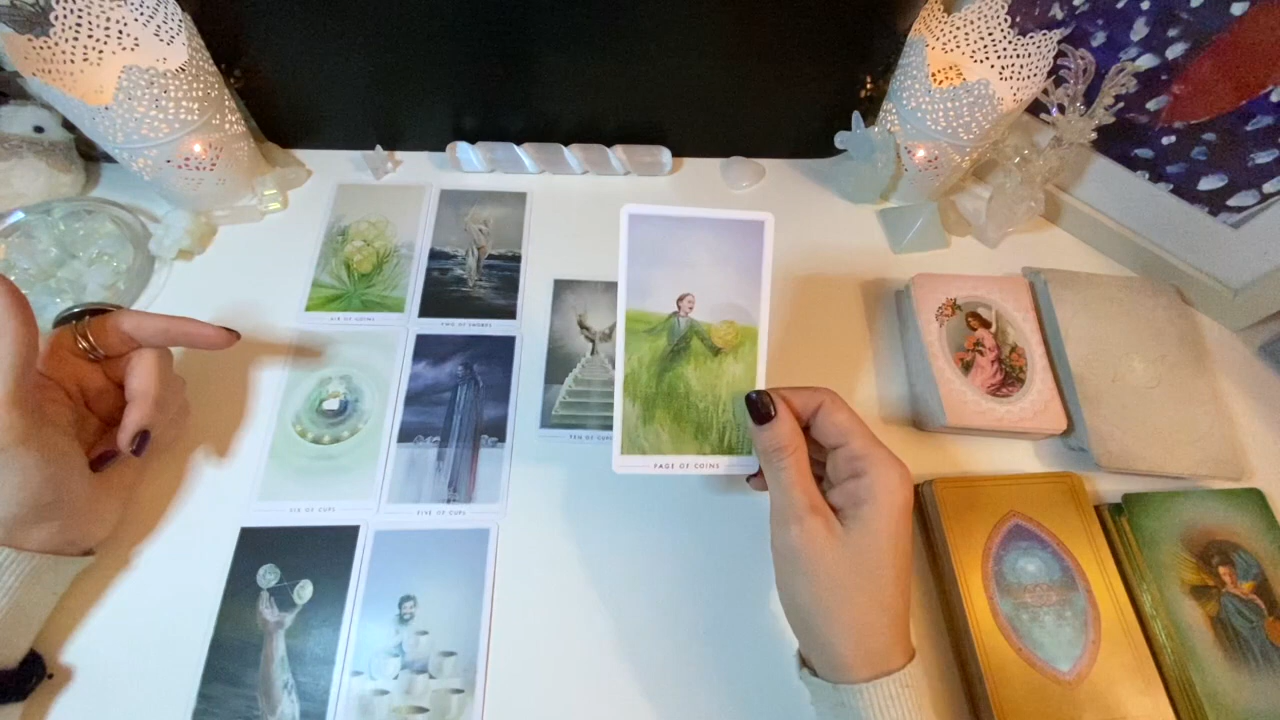 SIX OF COINS
TWO OF SWORDS
SIX OF CUPS
FIVE OF CUPS
TEN OF CUPS
PAGE OF COINS